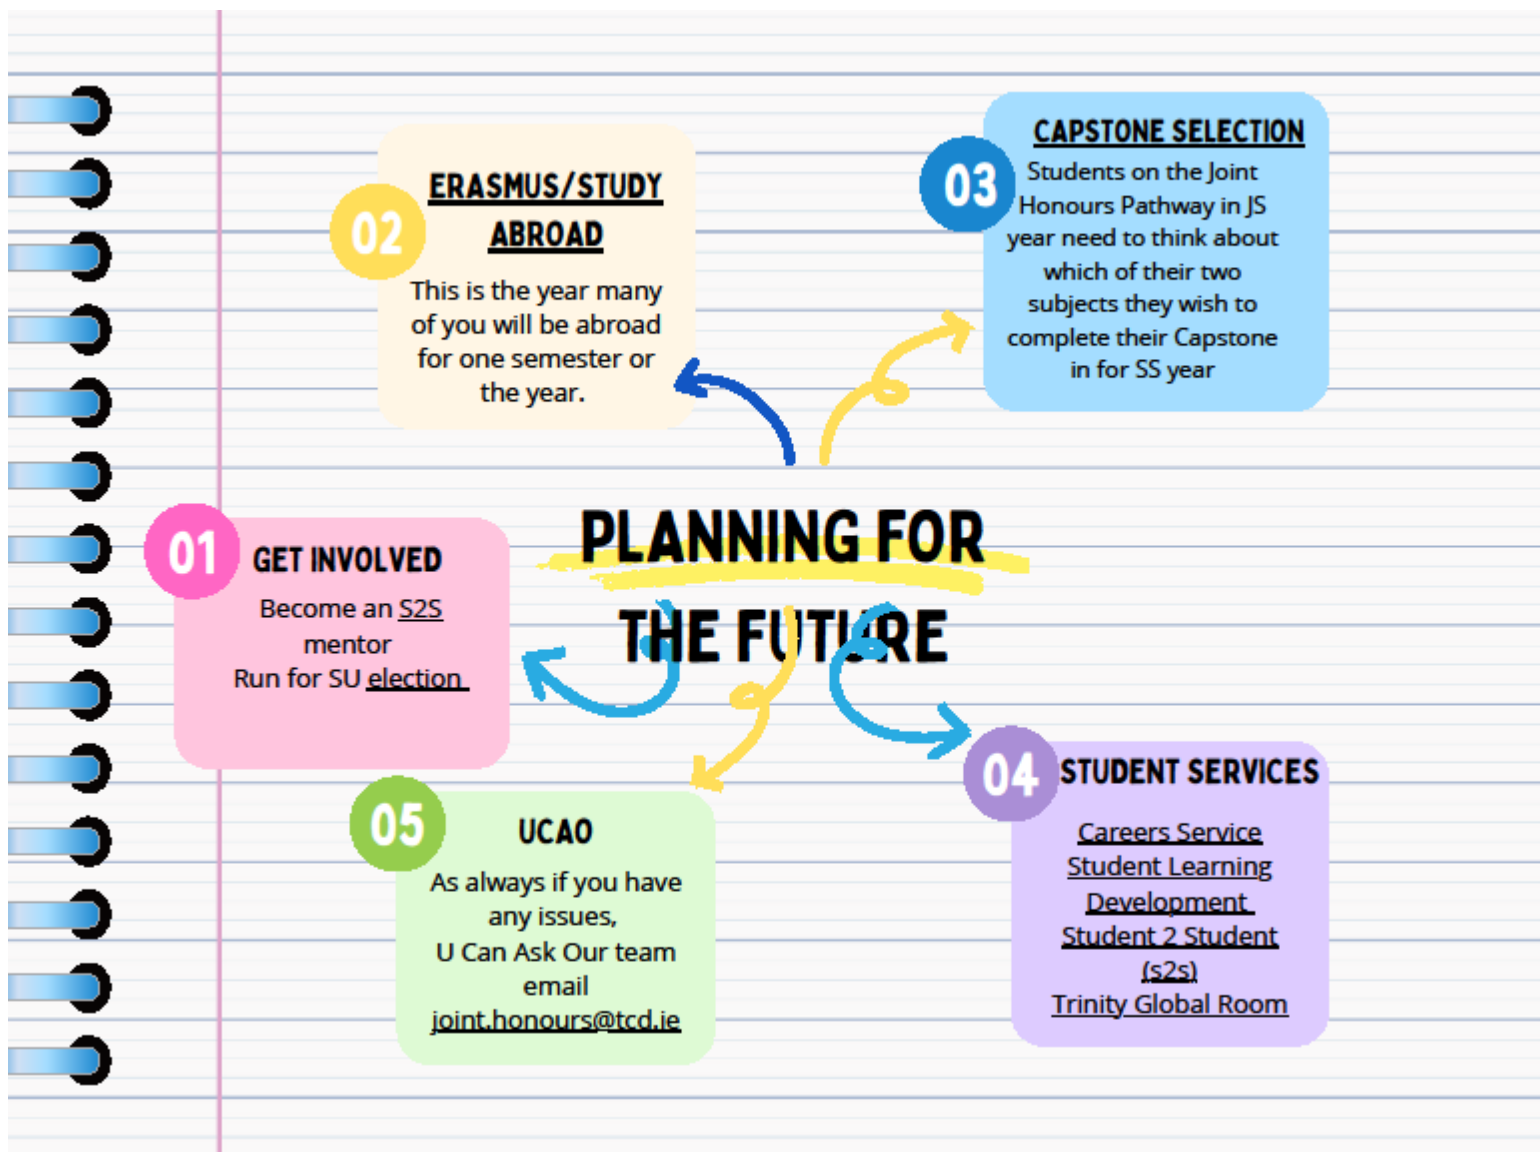 PLANNING FOR
THE FUTURE
01
GET INVOLVED
Become an S2S
mentor
Run for SU election
02
ERASMUS/STUDY
ABROAD
This is the year many
of you will be abroad
for one semester or
the year.
03
CAPSTONE SELECTION
Students on the Joint
Honours Pathway in JS
year need to think about
which of their two
subjects they wish to
complete their Capstone
in for SS year
04
STUDENT SERVICES
Careers Service
Student Learning
Development
Student 2 Student
(s2s)
Trinity Global Room
05
UCAO
As always if you have
any issues,
U Can Ask Our team
email
joint.honours@tcd.ie